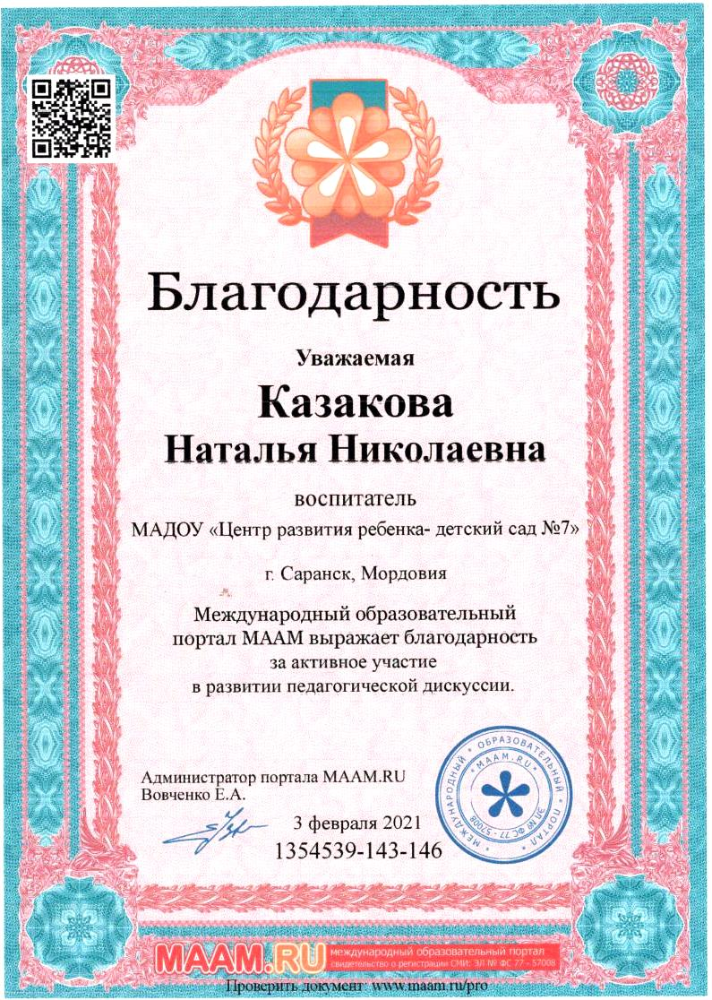 Благодарность
Уважаемая
Казакова
Наталья Николаевна
воспитатель
МАДОУ «Центр развития ребенка- детский сад №7»
г. Саранск, Мордовия
Международный образовательный
портал МААМ выражает благодарность
за активное участие
в развитии педагогической дискуссии.
Администратор портала МААМ.RU
Вовченко Е.А.
3 февраля 2021
1354539-143-146
* МЕЖДУНАРОДНЫЙ * ОБРАЗОВАТЕЛЬНЫЙ * ПОРТАЛ *
* МААМ.RU *
ЭЛ № ФС 77 - 57008
MAAM.RU
международный образовательный портал
свидетельство о регистрации СМИ: ЭЛ № ФС 77 - 57008
Проверить документ: www.maam.ru/pro